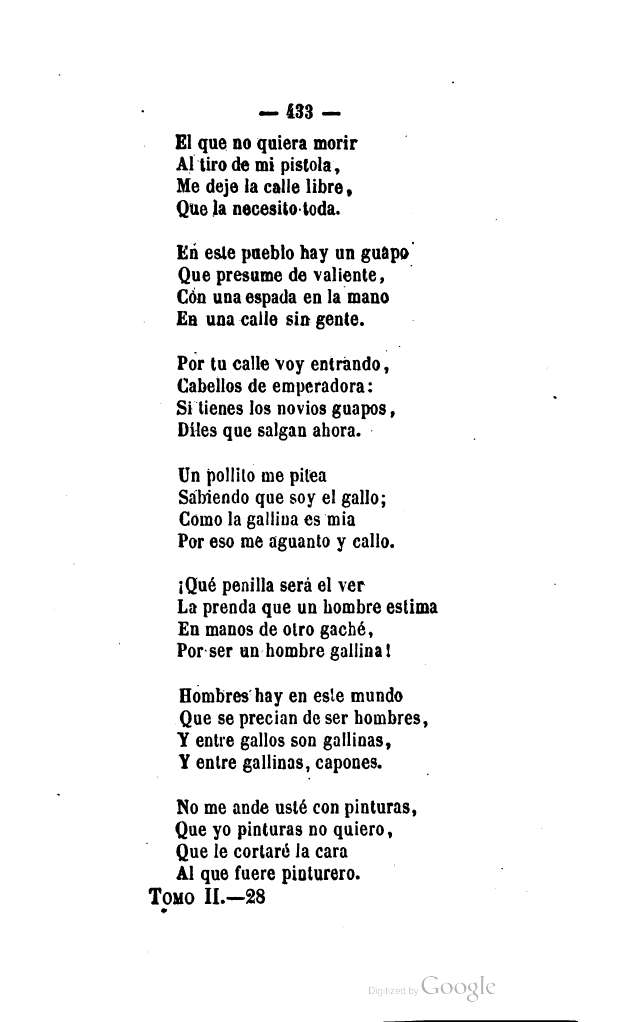 — 433 —
El que no quiera morir
Al tiro de mi pistola,
Me deje la calle libre,
Que la necesito toda.
En este pueblo hay un guapo
Que presume de valiente,
Con una espada en la mano
En una calle sin gente.
Por tu calle voy entrando,
Cabellos de emperadora:
Si tienes los novios guapos,
Diles que salgan ahora.
Un pollito me pitea
Sabiendo que soy el gallo;
Como la gallina es mia
Por eso me aguanto y callo.
¡Qué penilla será el ver
La prenda que un hombre estima
En manos de otro gaché,
Por ser un hombre gallina!
Hombres hay en este mundo
Que se precian de ser hombres,
Y entre gallos son gallinas,
Y entre gallinas, capones.
No me ande usté con pinturas,
Que yo pinturas no quiero,
Que le cortaré la cara
Al que fuere pinturero.
TOMO II.—28
Digitized by Google